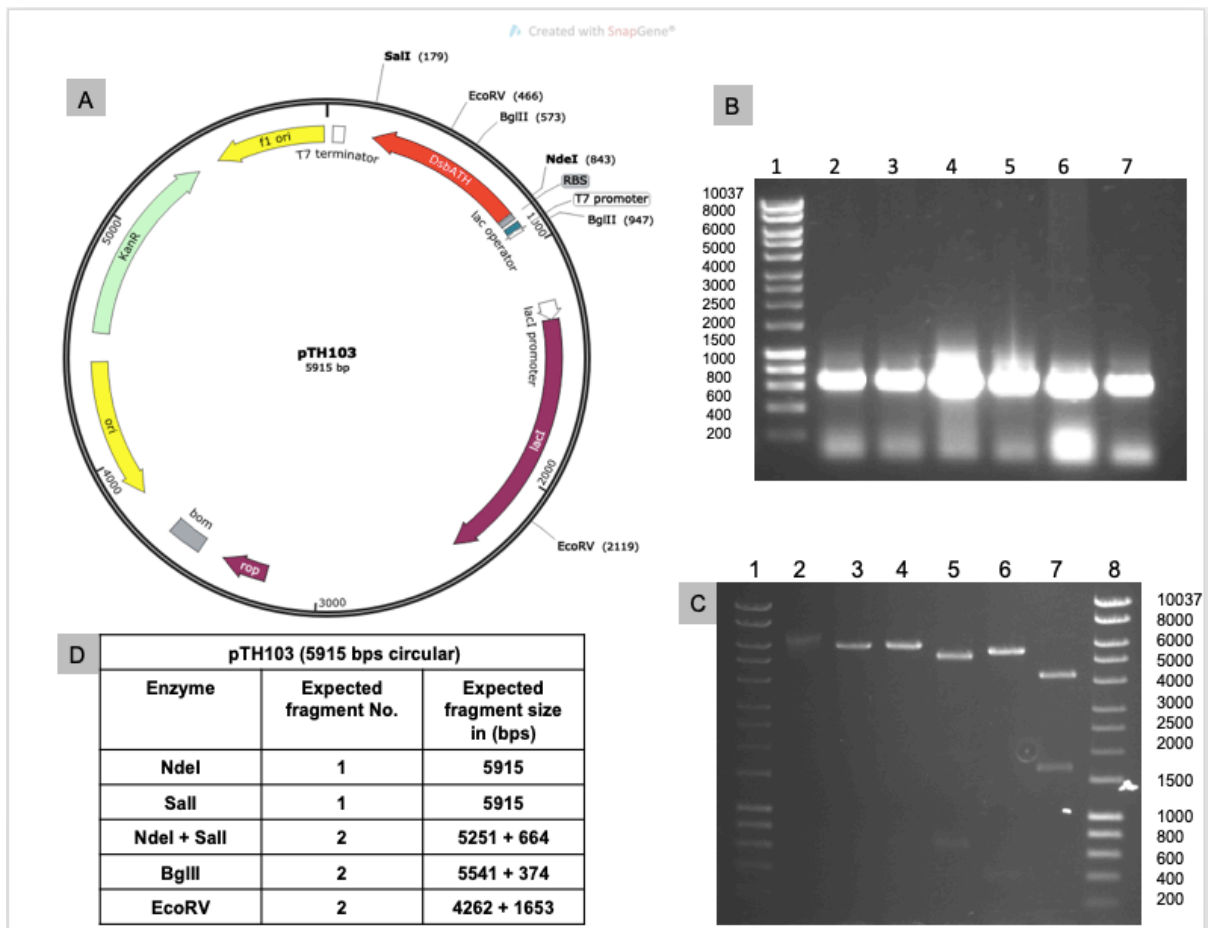 Created with SnapGene®
A
SalI (179)
EcoRV (466)
BglII (573)
NdeI (843)
RBS
T7 promoter
BglII (947)
1000
lac operator
DsbATH
T7 terminator
f1 ori
KanR
5000
lacI promoter
lacI
2000
EcoRV (2119)
pTH103
5915 bp
ori
4000
bom
rop
3000
B
1 2 3 4 5 6 7
10037
8000
6000
5000
4000
3000
2500
2000
1500
1000
800
600
400
200
C
1 2 3 4 5 6 7 8
10037
8000
6000
5000
4000
3000
2500
2000
1500
1000
800
600
400
200
D
pTH103 (5915 bps circular)
Enzyme Expected Expected
fragment No. fragment size
in (bps)
NdeI 1 5915
SalI 1 5915
NdeI + SalI 2 5251 + 664
BglII 2 5541 + 374
EcoRV 2 4262 + 1653